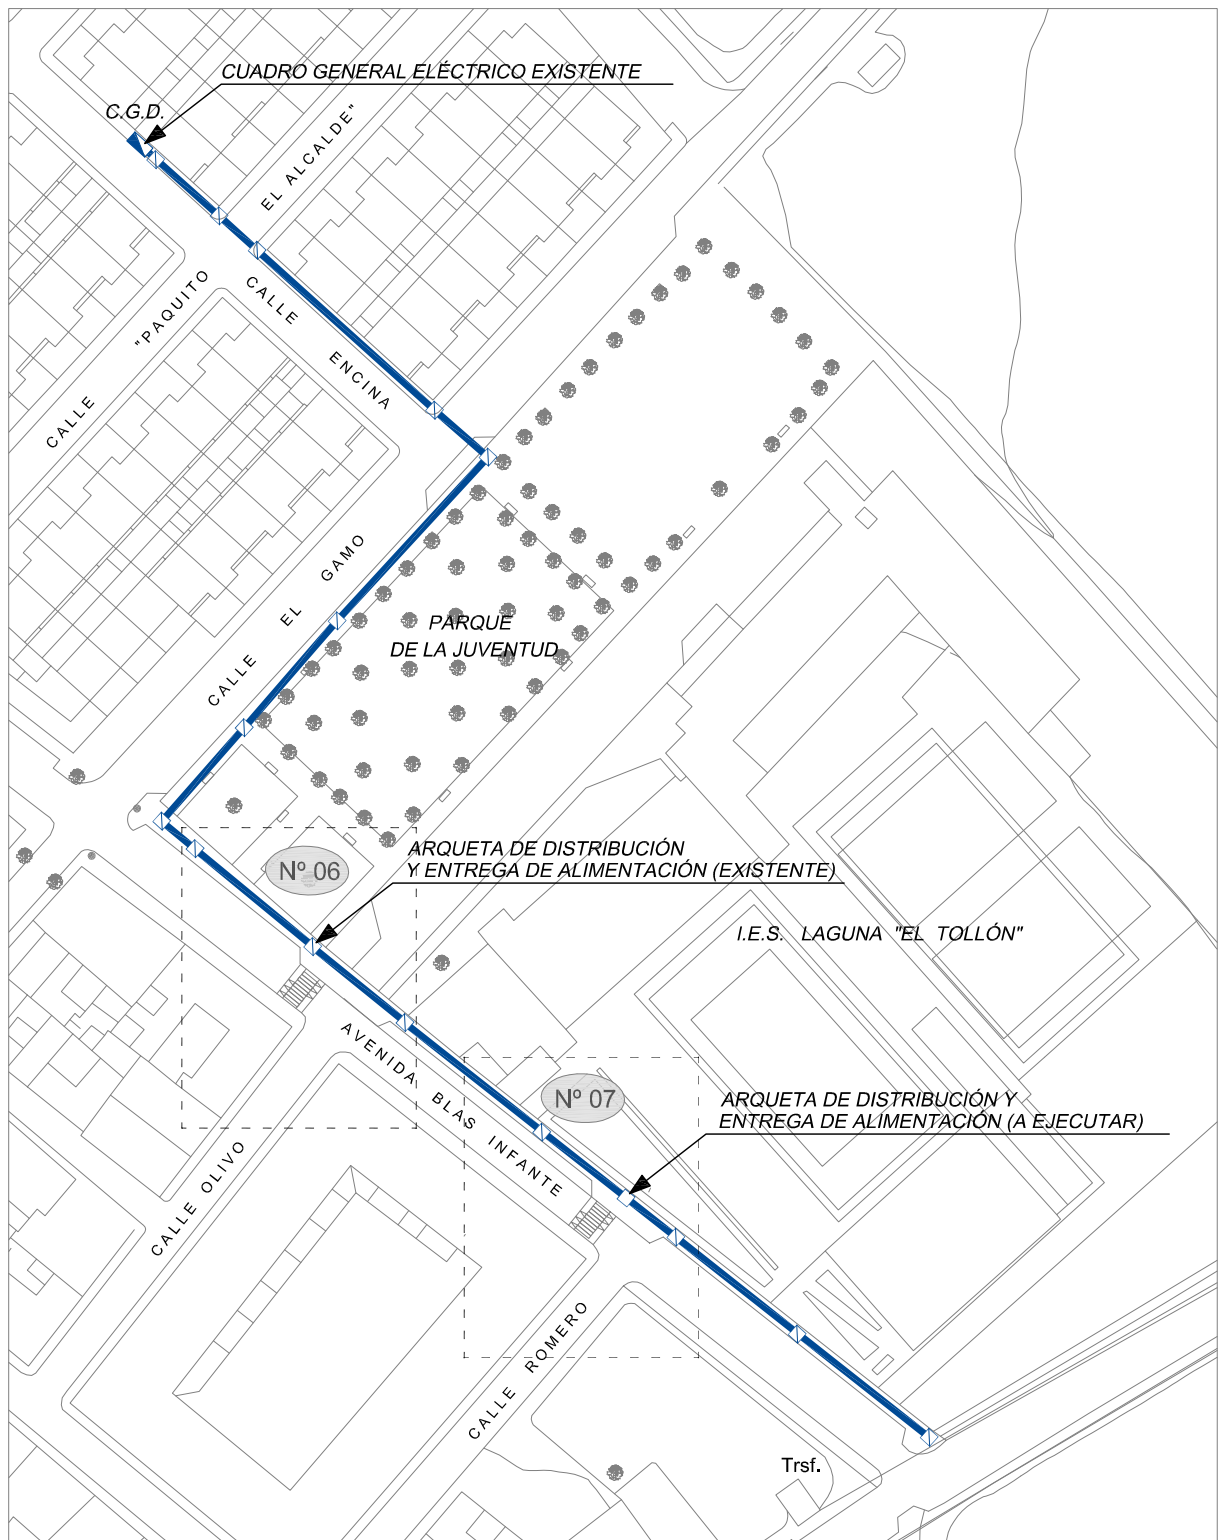 CUADRO GENERAL ELÉCTRICO EXISTENTE
C.G.D.
EL ALCALDE"
"PAQUITO
CALLE
CALLE
ENCINA
CALLE EL GAMO
PARQUE
DE LA JUVENTUD
Nº 06
ARQUETA DE DISTRIBUCIÓN
Y ENTREGA DE ALIMENTACIÓN (EXISTENTE)
I.E.S. LAGUNA "EL TOLLÓN"
AVENIDA BLAS INFANTE
Nº 07
ARQUETA DE DISTRIBUCIÓN Y
ENTREGA DE ALIMENTACIÓN (A EJECUTAR)
CALLE OLIVO
CALLE ROMERO
Trsf.